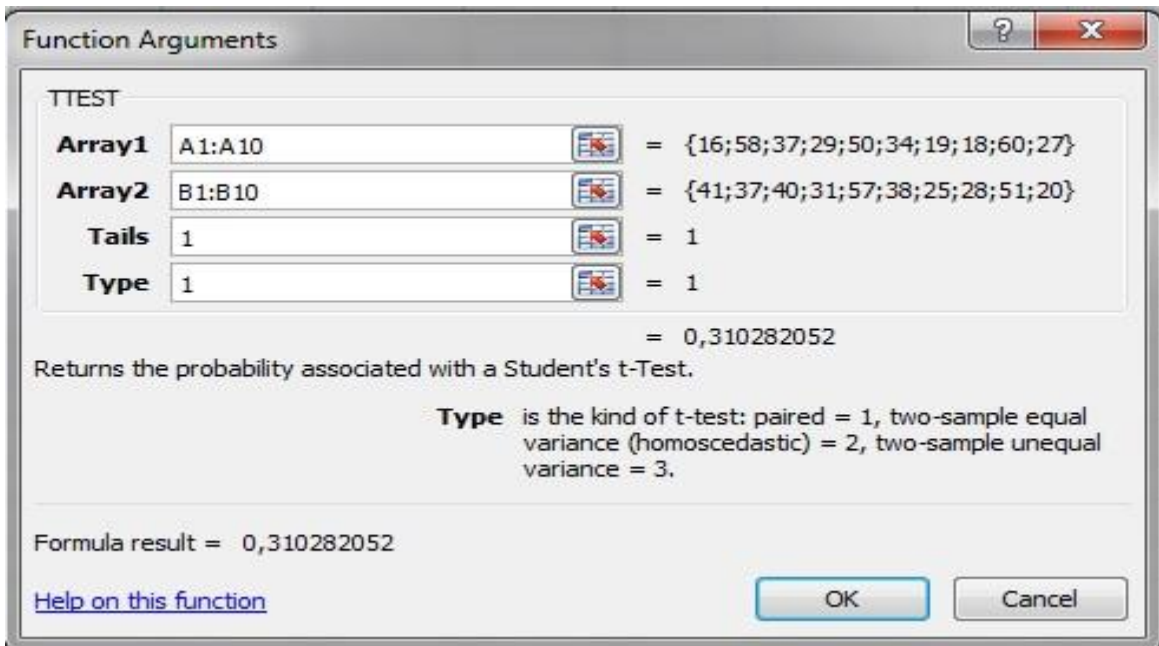 Function Arguments
TTEST
Array1 A1:A10 = {16;58;37;29;50;34;19;18;60;27}
Array2 B1:B10 = {41;37;40;31;57;38;25;28;51;20}
Tails 1 = 1
Type 1 = 1
= 0,310282052
Returns the probability associated with a Student's t-Test.
Type is the kind of t-test: paired = 1, two-sample equal
variance (homoscedastic) = 2, two-sample unequal
variance = 3.
Formula result = 0,310282052
Help on this function
OK Cancel